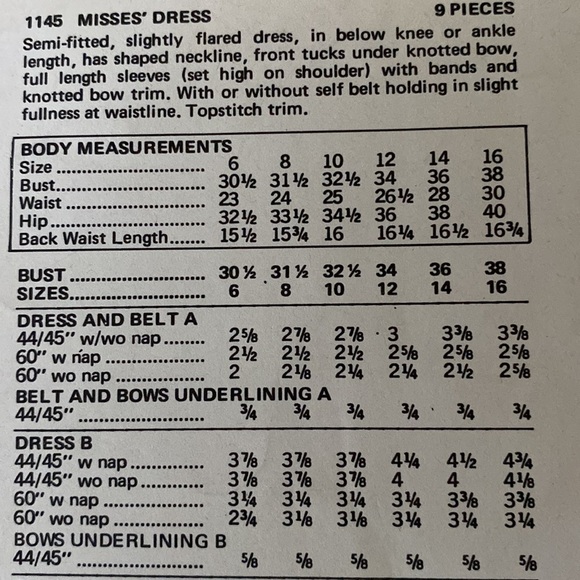 1145 MISSES' DRESS 9 PIECES
Semi-fitted, slightly flared dress, in below knee or ankle
length, has shaped neckline, front tucks under knotted bow,
full length sleeves (set high on shoulder) with bands and
knotted bow trim. With or without self belt holding in slight
fullness at waistline. Topstitch trim.
BODY MEASUREMENTS
Size .................... 6 8 10 12 14 16
Bust.................... 30½ 31½ 32½ 34 36 38
Waist .................... 23 24 25 26½ 28 30
Hip.................... 32½ 33½ 34½ 36 38 40
Back Waist Length....... 15½ 15¾ 16 16¼ 16½ 16¾
BUST .................... 30½ 31½ 32½ 34 36 38
SIZES.................... 6 8 10 12 14 16
DRESS AND BELT A
44/45" w/wo nap ....... 2⅝ 2⅞ 2⅞ 3 3⅜ 3⅜
60" w nap ............... 2½ 2½ 2½ 2⅝ 2⅝ 2⅝
60" wo nap ............. 2 2⅛ 2¼ 2¼ 2½ 2⅝
BELT AND BOWS UNDERLINING A
44/45" .................... ¾ ¾ ¾ ¾ ¾ ¾
DRESS B
44/45" w nap ............ 3⅞ 3⅞ 3⅞ 4¼ 4½ 4¾
44/45" wo nap .......... 3⅞ 3⅞ 3⅞ 4 4 4⅛
60" w nap ............... 3¼ 3¼ 3¼ 3¼ 3⅜ 3⅜
60" wo nap ............. 2¾ 3⅛ 3⅛ 3¼ 3¼ 3¼
BOWS UNDERLINING B
44/45" .................... ⅝ ⅝ ⅝ ⅝ ⅝ ⅝